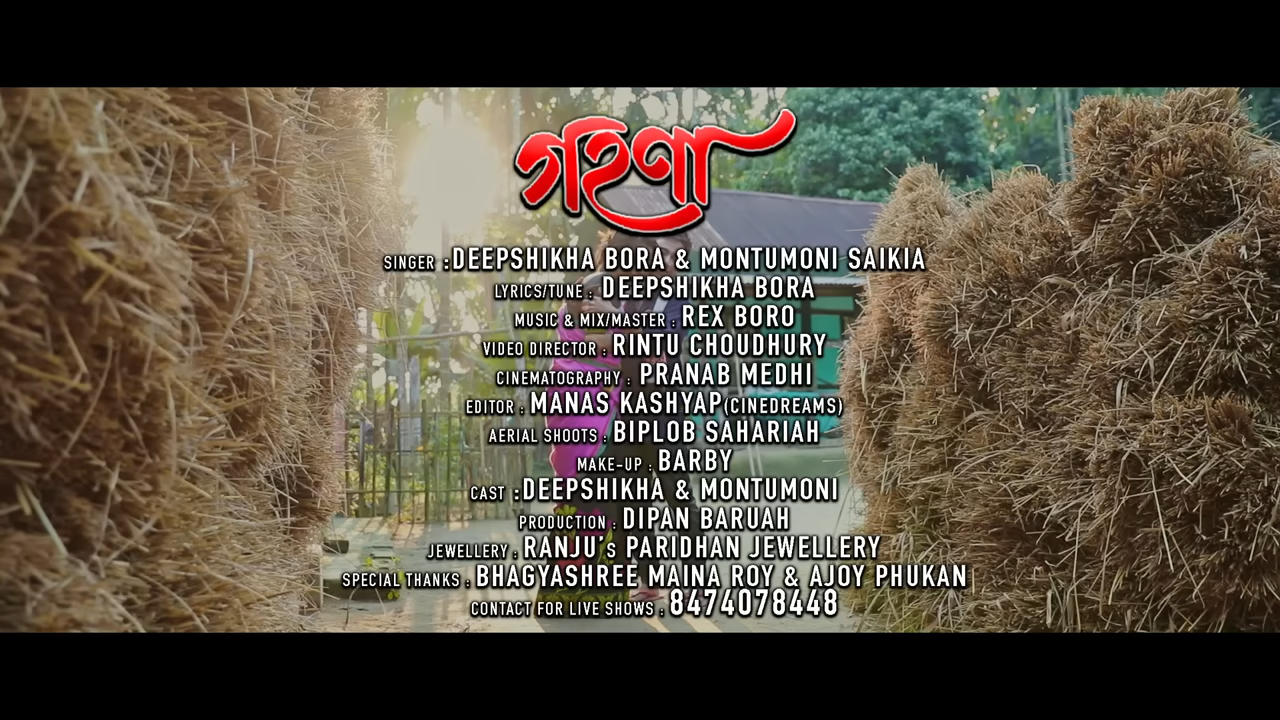 গহণা
SINGER :DEEPSHIKHA BORA & MONTUMONI SAIKIA
LYRICS/TUNE : DEEPSHIKHA BORA
MUSIC & MIX/MASTER : REX BORO
VIDEO DIRECTOR : RINTU CHOUDHURY
CINEMATOGRAPHY : PRANAB MEDHI
EDITOR : MANAS KASHYAP(CINEDREAMS)
AERIAL SHOOTS : BIPLOB SAHARIAH
MAKE-UP : BARBY
CAST :DEEPSHIKHA & MONTUMONI
PRODUCTION : DIPAN BARUAH
JEWELLERY : RANJU's PARIDHAN JEWELLERY
SPECIAL THANKS : BHAGYASHREE MAINA ROY & AJOY PHUKAN
CONTACT FOR LIVE SHOWS : 8474078448